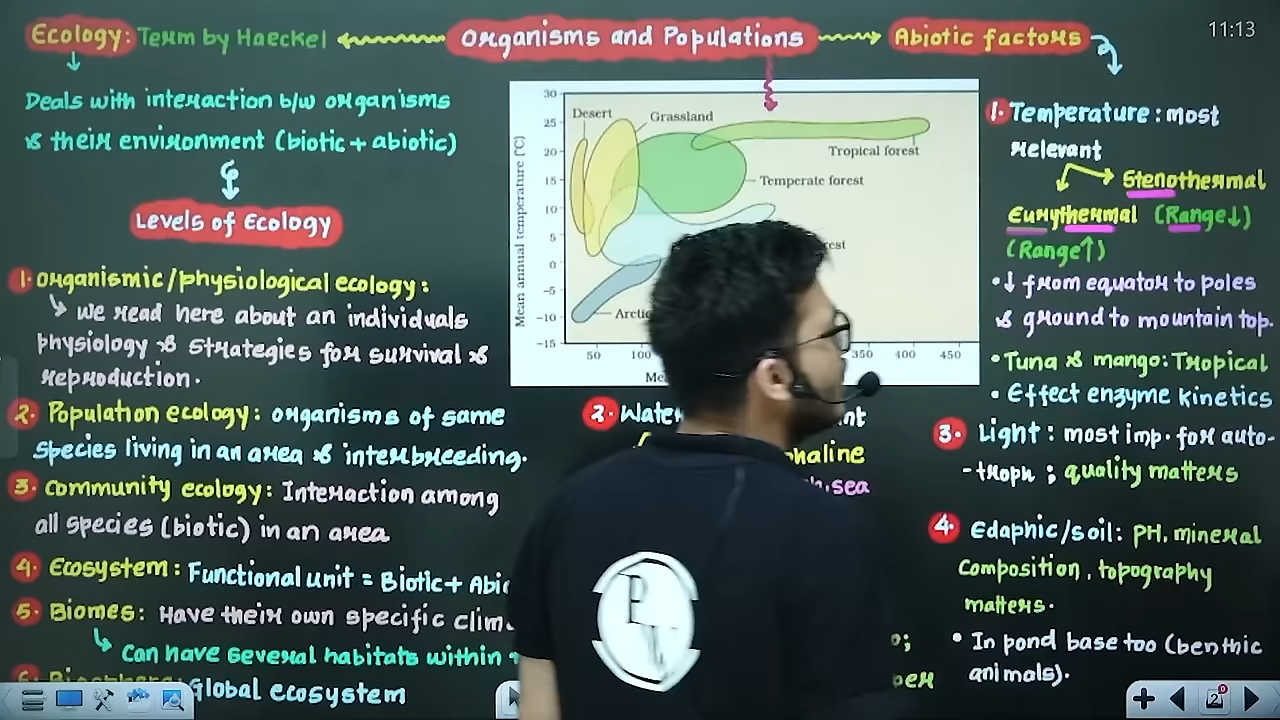 Ecology: Term by Haeckel
Organisms and Populations
Abiotic factors
11:13
Deals with interaction b/w organisms
& their environment (biotic + abiotic)
Levels of Ecology
1. Organismic/physiological ecology:
we read here about an individuals
physiology & strategies for survival &
reproduction.
2. Population ecology: organisms of same
species living in an area & interbreeding.
3. Community ecology: Interaction among
all species (biotic) in an area
4. Ecosystem: Functional unit = Biotic+
5. Biomes: Have their own specific
Can have several habitats within
Global ecosystem
Mean annual temperature (°C)
30
25
20
15
10
5
0
-5
-10
-15
Desert
Grassland
Tropical forest
Temperate forest
50
100
350
400
450
2.
1. Temperature: most
relevant
Stenothermal
Eurythermal (Range↓)
(Range↑)
• ↓ from equator to poles
& ground to mountain top.
• Tuna & mango: Tropical
• Effect enzyme kinetics
3. Light: most imp. for auto-
-troph; quality matters
4. Edaphic/soil: PH, mineral
Composition, topography
matters.
• In pond base too (benthic
animals).
2
0